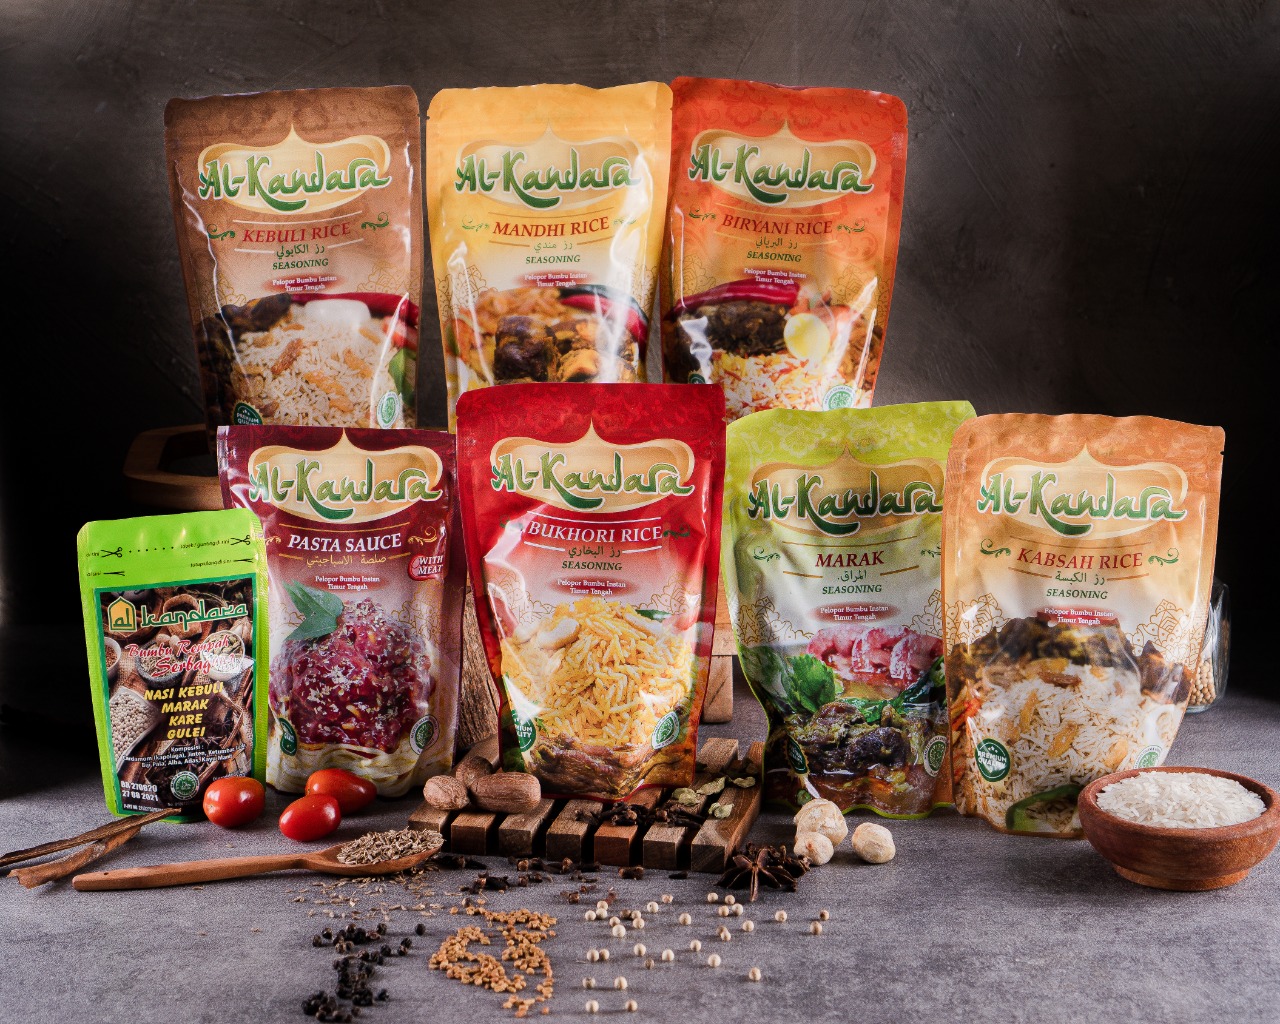 Al-Kandara
KEBULI RICE
رز الكابولي
SEASONING
Pelopor Bumbu Instan
Timur Tengah
PREMIUM
Al-Kandara
MANDHI RICE
رز مندي
SEASONING
Pelopor Bumbu Instan
Timur Tengah
Al-Kandara
BIRYANI RICE
رز البرياني
SEASONING
Pelopor Bumbu Instan
Timur Tengah
al kandara
Bumbu Rempah
Serbaguna
NASI KEBULI
MARAK
KARE
GULEI
Komposisi :
Al-Kandara
PASTA SAUCE
صلصة الاسباجيتي
WITH
MEAT
Pelopor Bumbu Instan
Timur Tengah
Al-Kandara
BUKHORI RICE
رز البخاري
SEASONING
Pelopor Bumbu Instan
Timur Tengah
Al-Kandara
MARAK
المراق
SEASONING
Pelopor Bumbu Instan
Timur Tengah
Al-Kandara
KABSAH RICE
رز الكبسة
SEASONING
Pelopor Bumbu Instan
Timur Tengah
PREMIUM
QUALITY